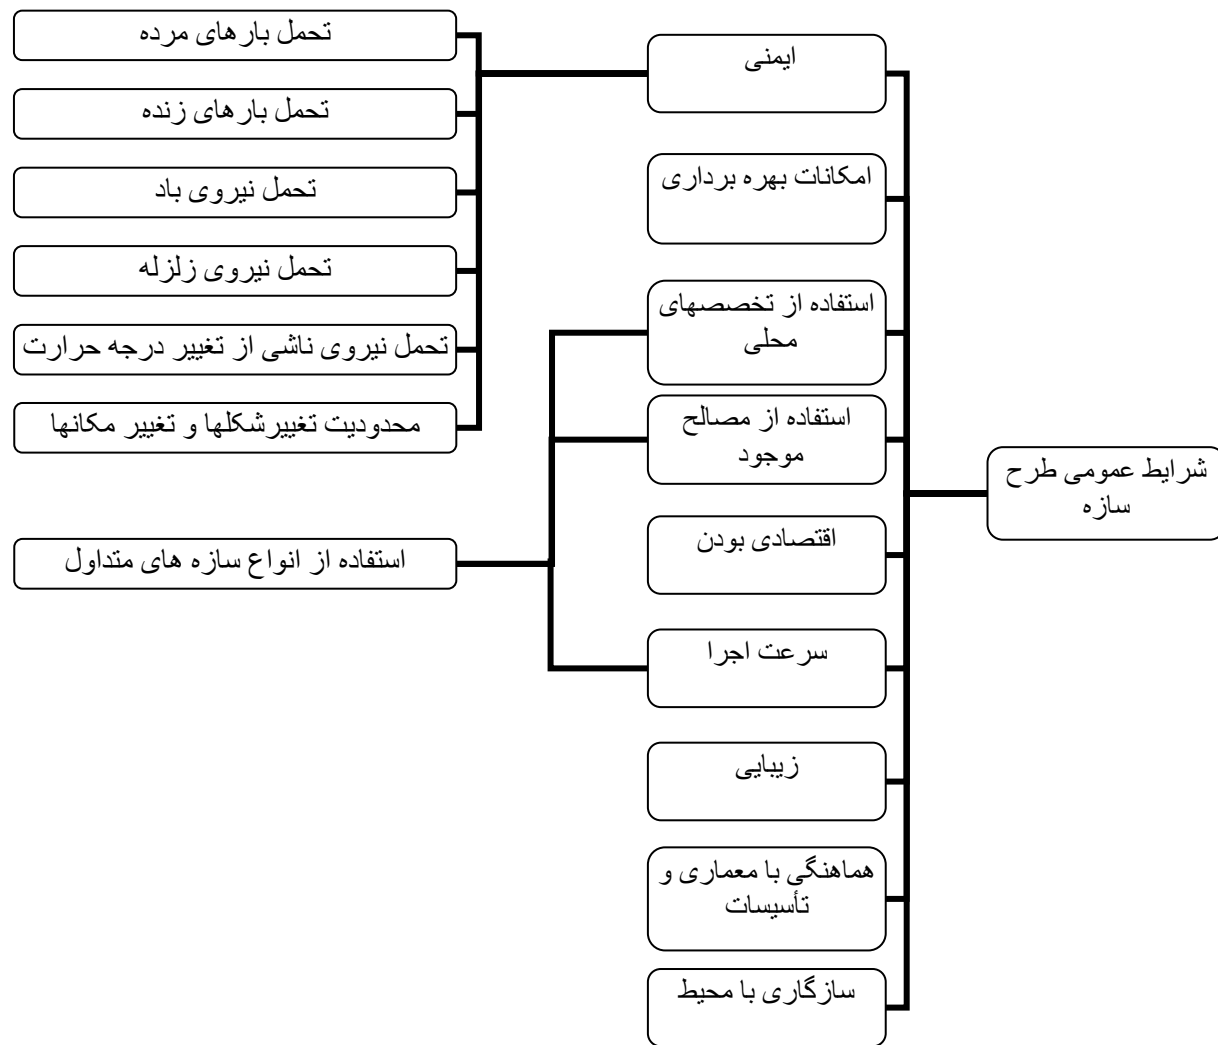 شرایط عمومی طرح
سازه
ایمنی
امکانات بهره برداری
استفاده از تخصصهای
محلی
استفاده از مصالح
موجود
اقتصادی بودن
سرعت اجرا
زیبایی
هماهنگی با معماری و
تأسیسات
سازگاری با محیط
تحمل بارهای مرده
تحمل بارهای زنده
تحمل نیروی باد
تحمل نیروی زلزله
تحمل نیروی ناشی از تغییر درجه حرارت
محدودیت تغییرشکلها و تغییر مکانها
استفاده از انواع سازه های متداول